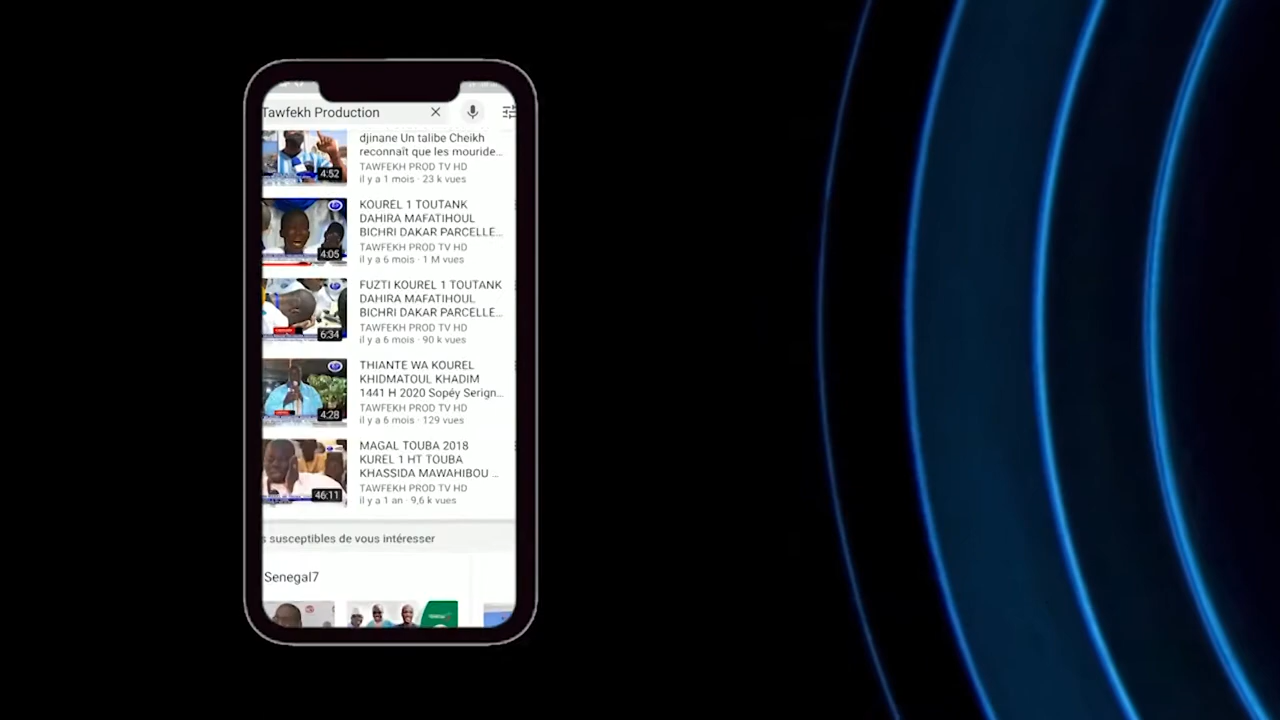 Tawfekh Production
djinane Un talibe Cheikh
reconnaît que les mouride...
TAWFEKH PROD TV HD
il y a 1 mois · 23 k vues
4:52
KOUREL 1 TOUTANK
DAHIRA MAFATIHOUL
BICHRI DAKAR PARCELLE...
TAWFEKH PROD TV HD
il y a 6 mois · 1 M vues
4:05
FUZTI KOUREL 1 TOUTANK
DAHIRA MAFATIHOUL
BICHRI DAKAR PARCELLE...
TAWFEKH PROD TV HD
il y a 6 mois · 90 k vues
6:34
THIANTE WA KOUREL
KHIDMATOUL KHADIM
1441 H 2020 Sopéy Serign...
TAWFEKH PROD TV HD
il y a 6 mois · 129 vues
4:28
MAGAL TOUBA 2018
KUREL 1 HT TOUBA
KHASSIDA MAWAHIBOU ...
TAWFEKH PROD TV HD
il y a 1 an · 9,6 k vues
46:11
s susceptibles de vous intéresser
Senegal7